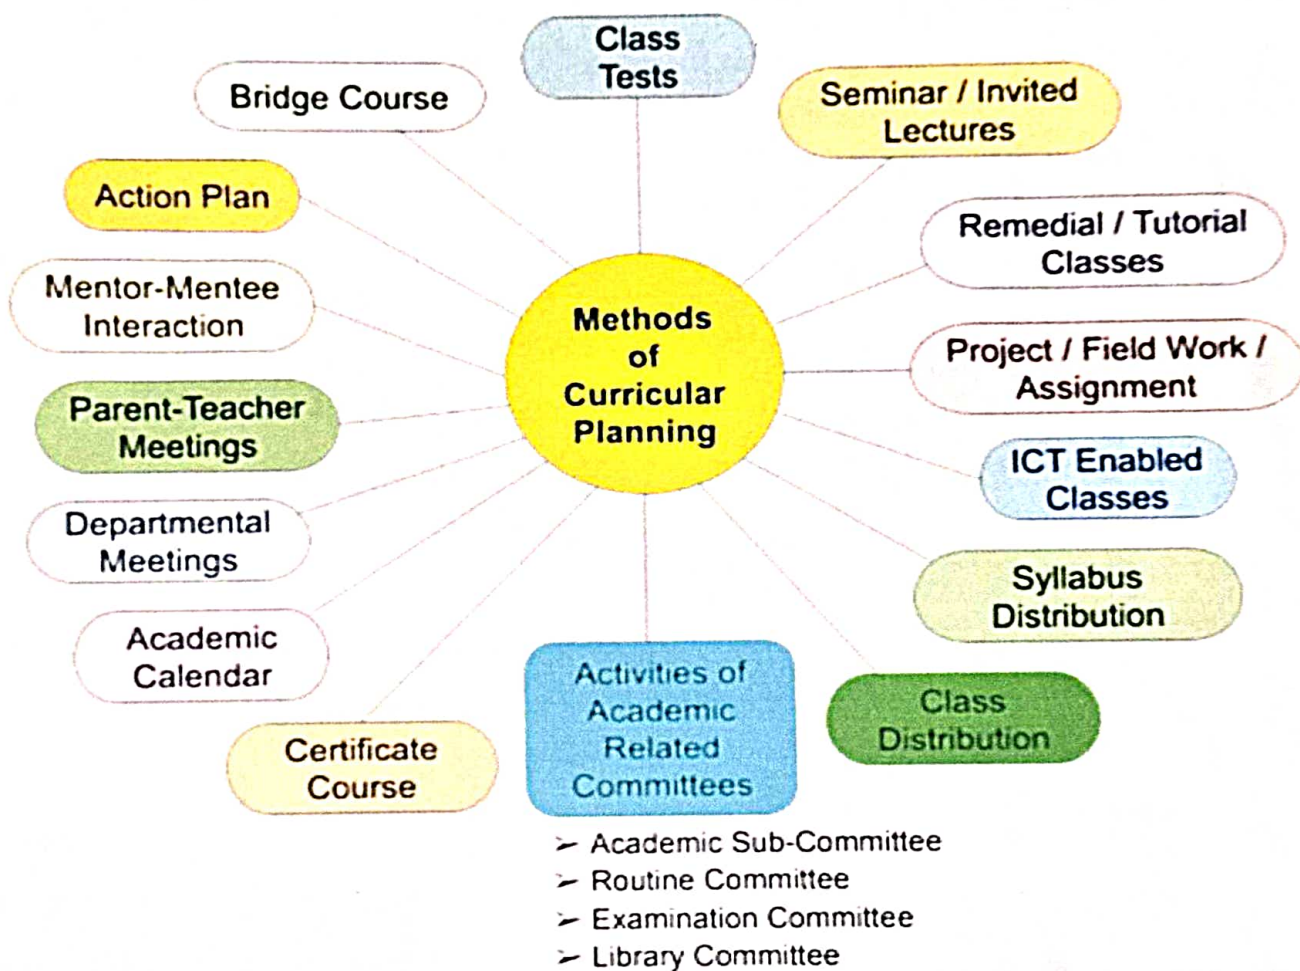 Class
Tests
Bridge Course
Seminar / Invited
Lectures
Action Plan
Remedial / Tutorial
Classes
Mentor-Mentee
Interaction
Methods
of
Curricular
Planning
Project / Field Work /
Assignment
Parent-Teacher
Meetings
ICT Enabled
Classes
Departmental
Meetings
Syllabus
Distribution
Academic
Calendar
Activities of
Academic
Related
Committees
Class
Distribution
Certificate
Course
➢ Academic Sub-Committee
➢ Routine Committee
➢ Examination Committee
➢ Library Committee